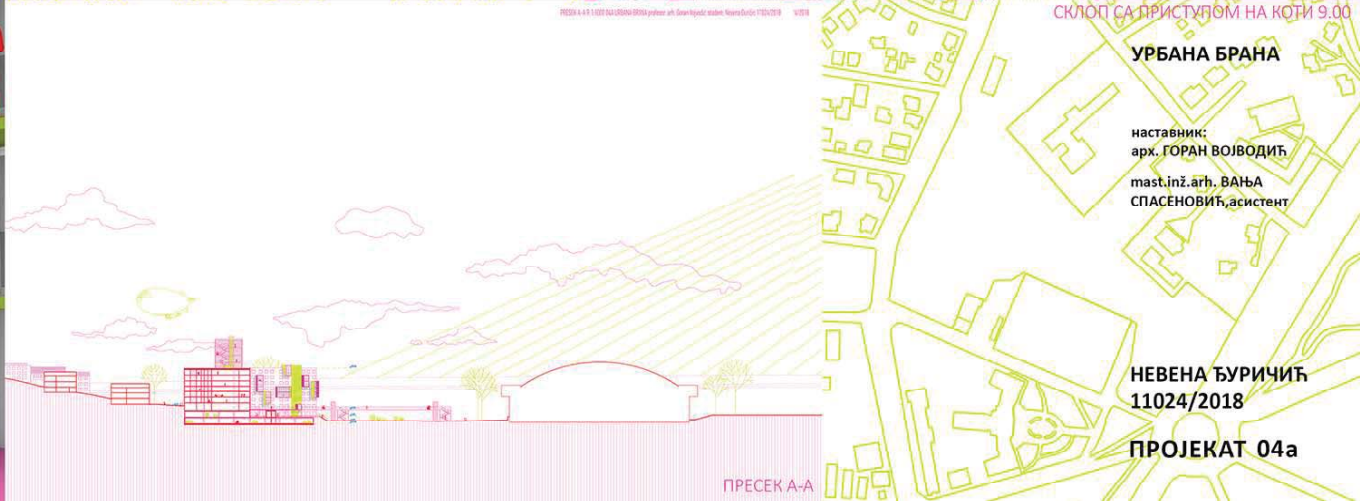 СКЛОП СА ПРИСТУПОМ НА КОТИ 9.00
УРБАНА БРАНА
наставник:
арх. ГОРАН ВОЈВОДИЋ
mast.inž.arh. ВАЊА
СПАСЕНОВИЋ,асистент
НЕВЕНА ЂУРИЧИЋ
11024/2018
ПРОЈЕКАТ 04а
ПРЕСЕК А-А